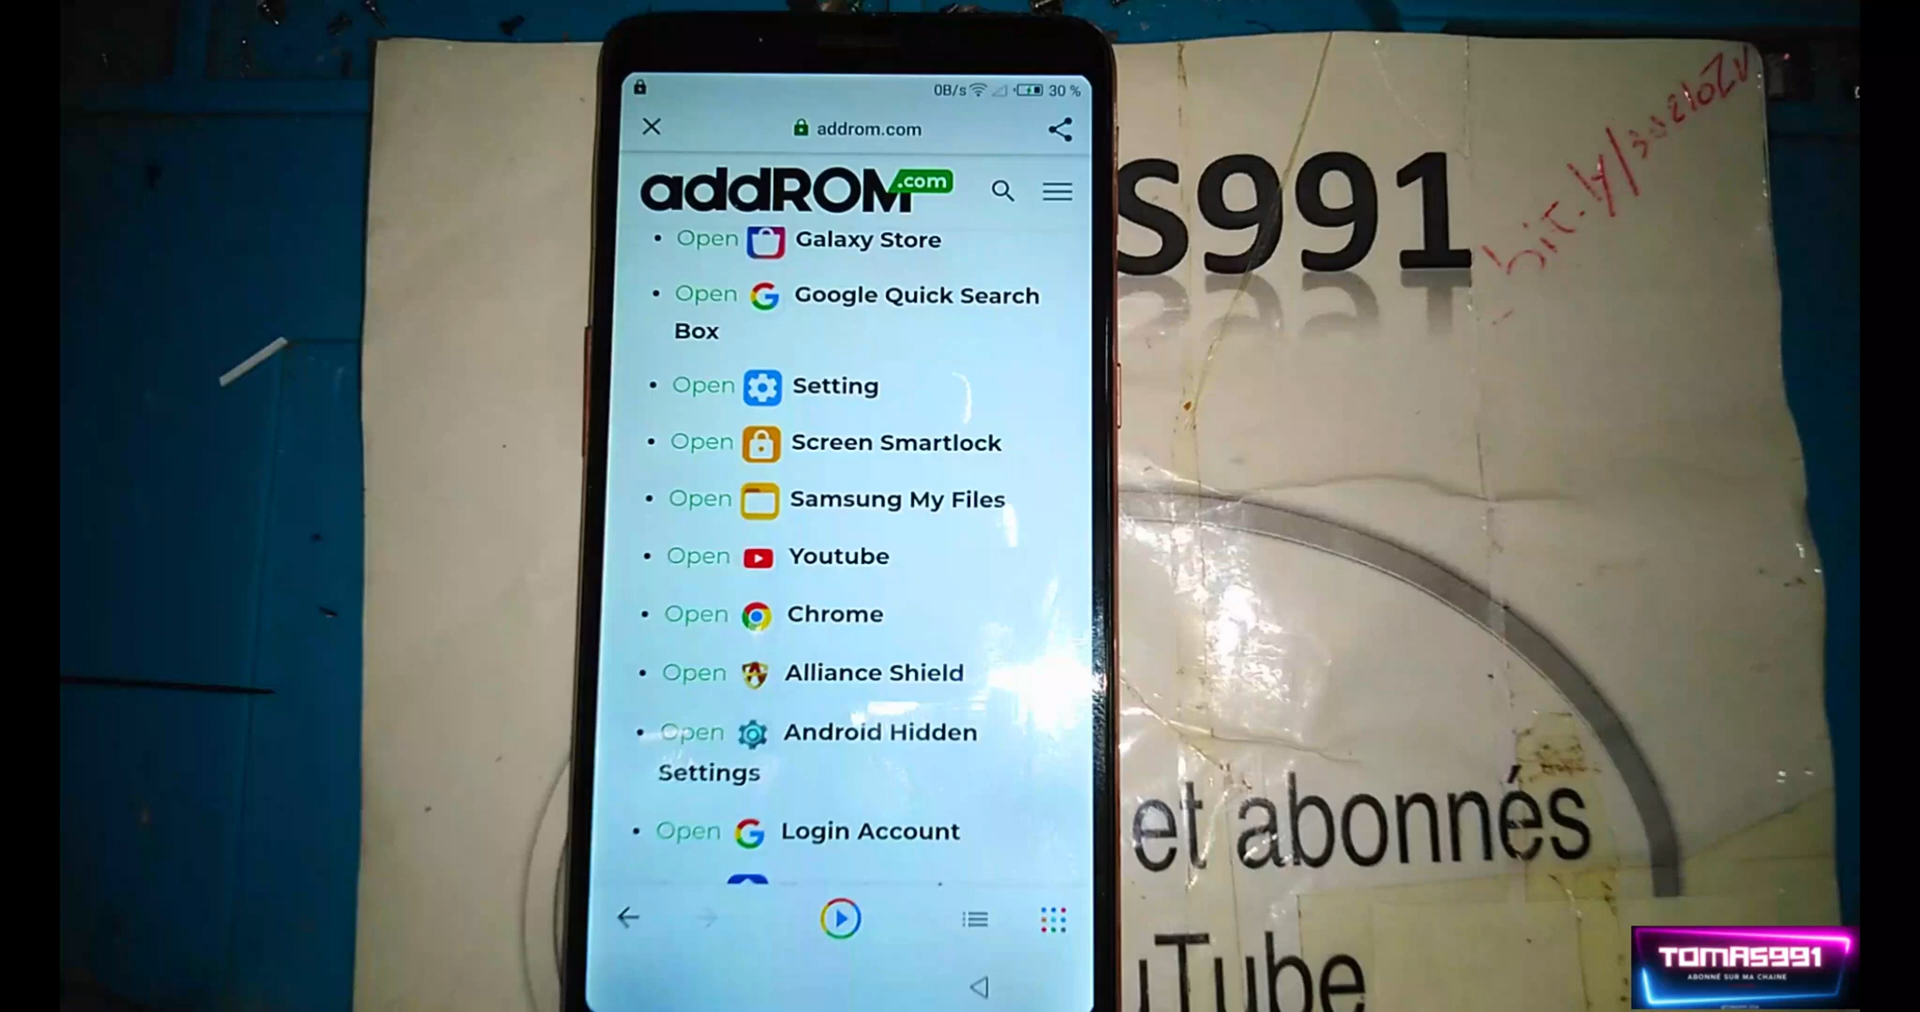 0B/s 30 %
addrom.com
addROM.com
Open Galaxy Store
Open Google Quick Search
Box
Open Setting
Open Screen Smartlock
Open Samsung My Files
Open Youtube
Open Chrome
Open Alliance Shield
Open Android Hidden
Settings
Open Login Account
S991
et abonnés
uTube
TOMAS991
ABONNÉ SUR MA CHAINE